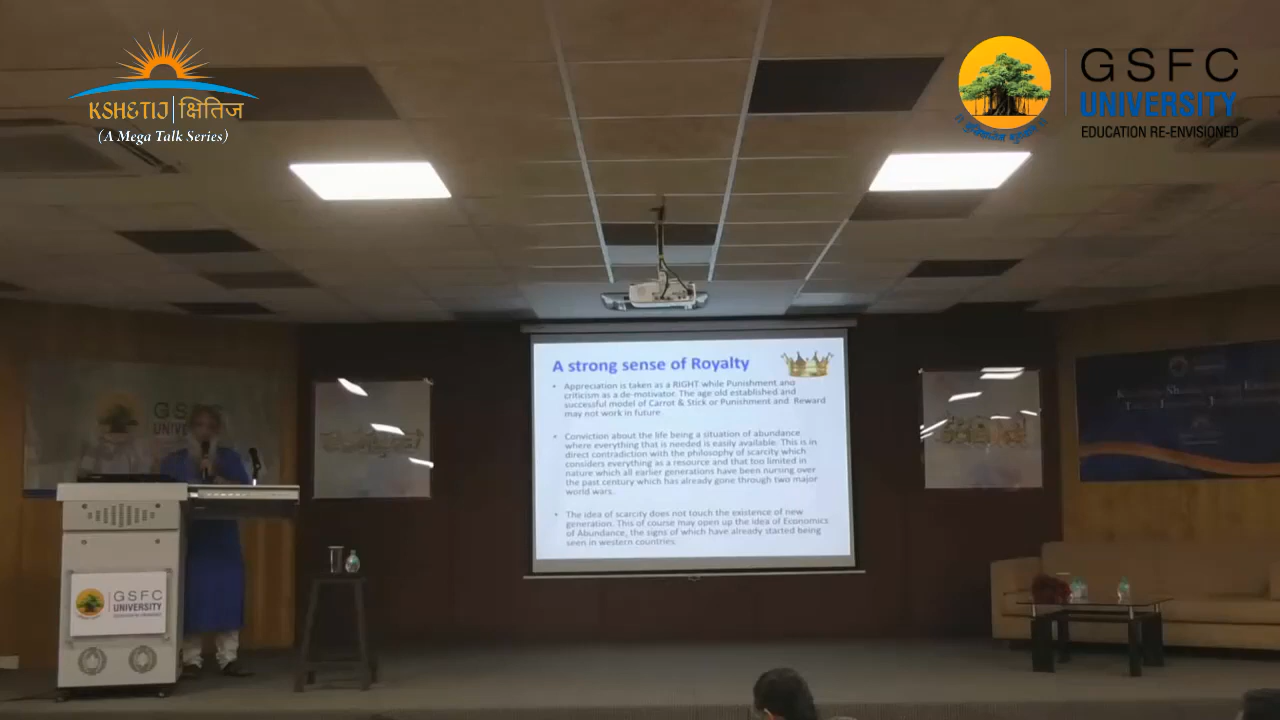 KSHITIJ | क्षितिज
(A Mega Talk Series)
GSFC
UNIVERSITY
EDUCATION RE-ENVISIONED
A strong sense of Royalty
• Appreciation is taken as a RIGHT while Punishment and
criticism as a de-motivator. The age old established and
successful model of Carrot & Stick or Punishment and Reward
may not work in future.
• Conviction about the life being a situation of abundance
where everything that is needed is easily available. This is in
direct contradiction with the philosophy of scarcity which
considers everything as a resource and that too limited in
nature which all earlier generations have been nursing over
the past century which has already gone through two major
world wars.
• The idea of scarcity does not touch the existence of new
generation. This of course may open up the idea of Economics
of Abundance, the signs of which have already started being
seen in western countries.
GSFC
UNIVERSITY
EDUCATION RE-ENVISIONED